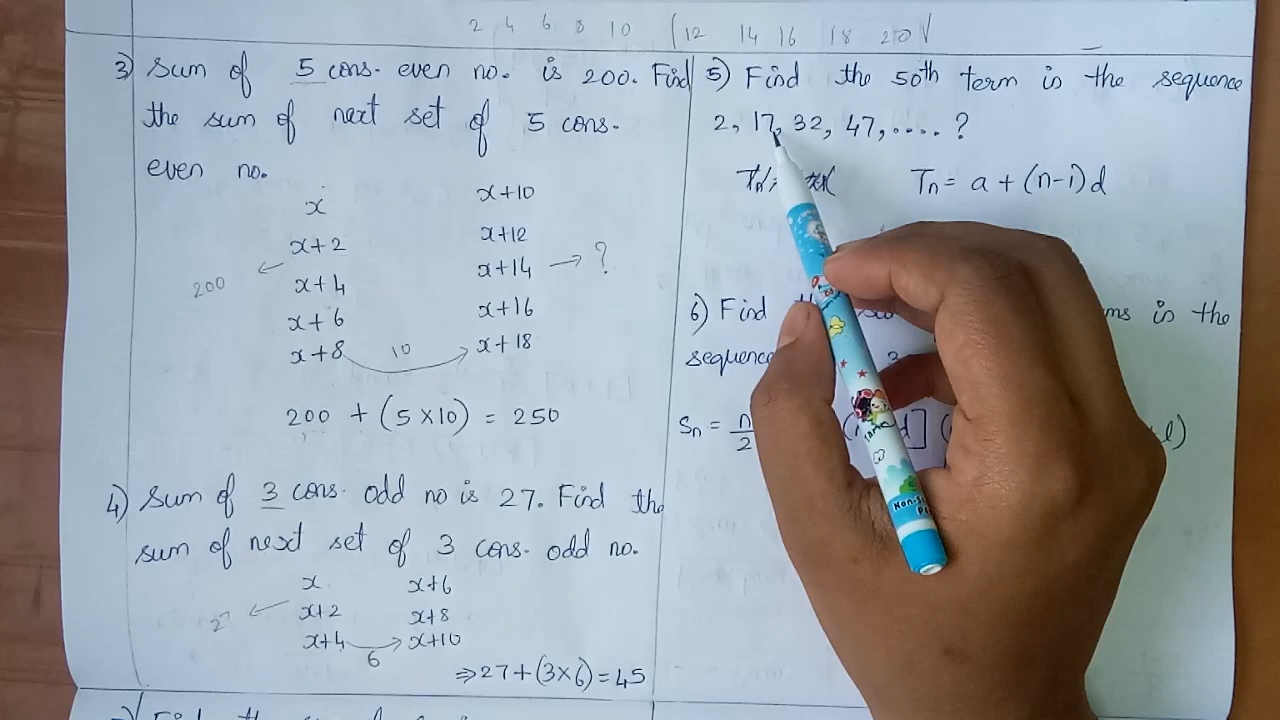 2 4 6 8 10 (12 14 16 18 20)
3) Sum of 5 cons. even no. is 200. Find
the sum of next set of 5 cons.
even no.
x x+10
x+2 x+12
200 x+4 x+14 → ?
x+6 x+16
x+8 10 x+18
200 + (5×10) = 250
4) Sum of 3 cons. odd no is 27. Find the
sum of next set of 3 cons. odd no.
x x+6
x+2 x+8
x+4 6 x+10
⇒27+(3×6)=45
5) Find the 50th term is the sequence
2, 17, 32, 47, .... ?
Tn = a + (n-1)d
6) Find
ms is the
sequence
Sn = n/2